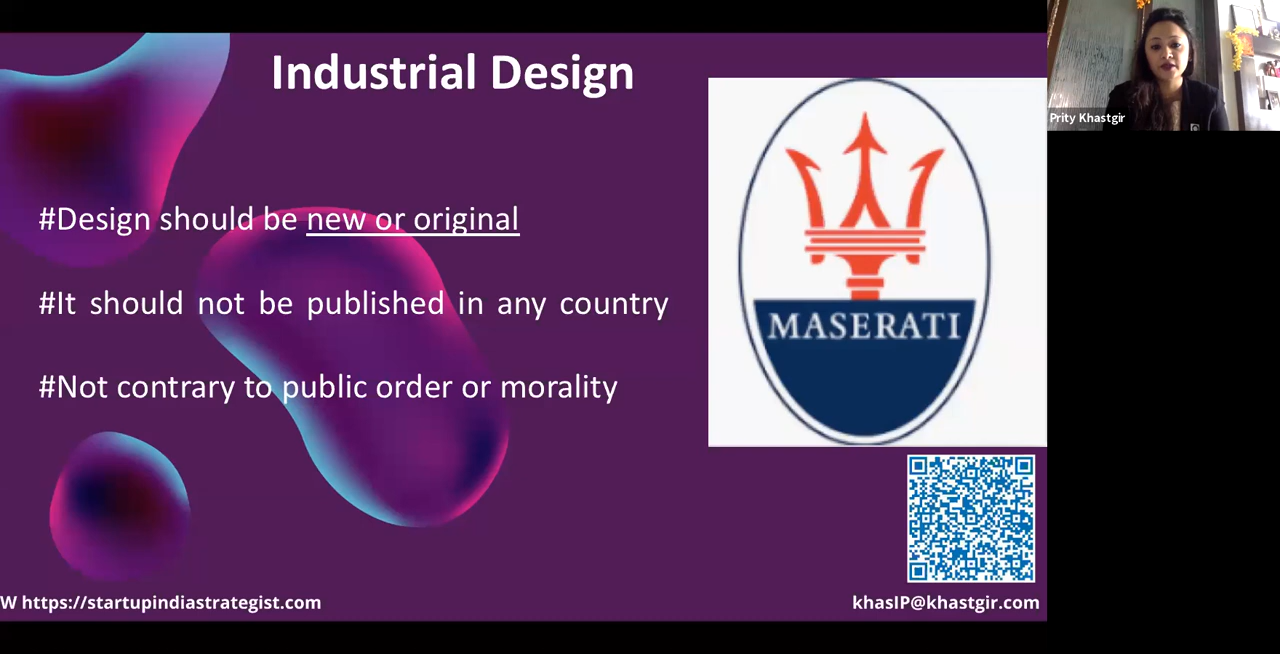 Industrial Design
#Design should be new or original
#It should not be published in any country
#Not contrary to public order or morality
MASERATI
Prity Khastgir
W https://startupindiastrategist.com
khasIP@khastgir.com